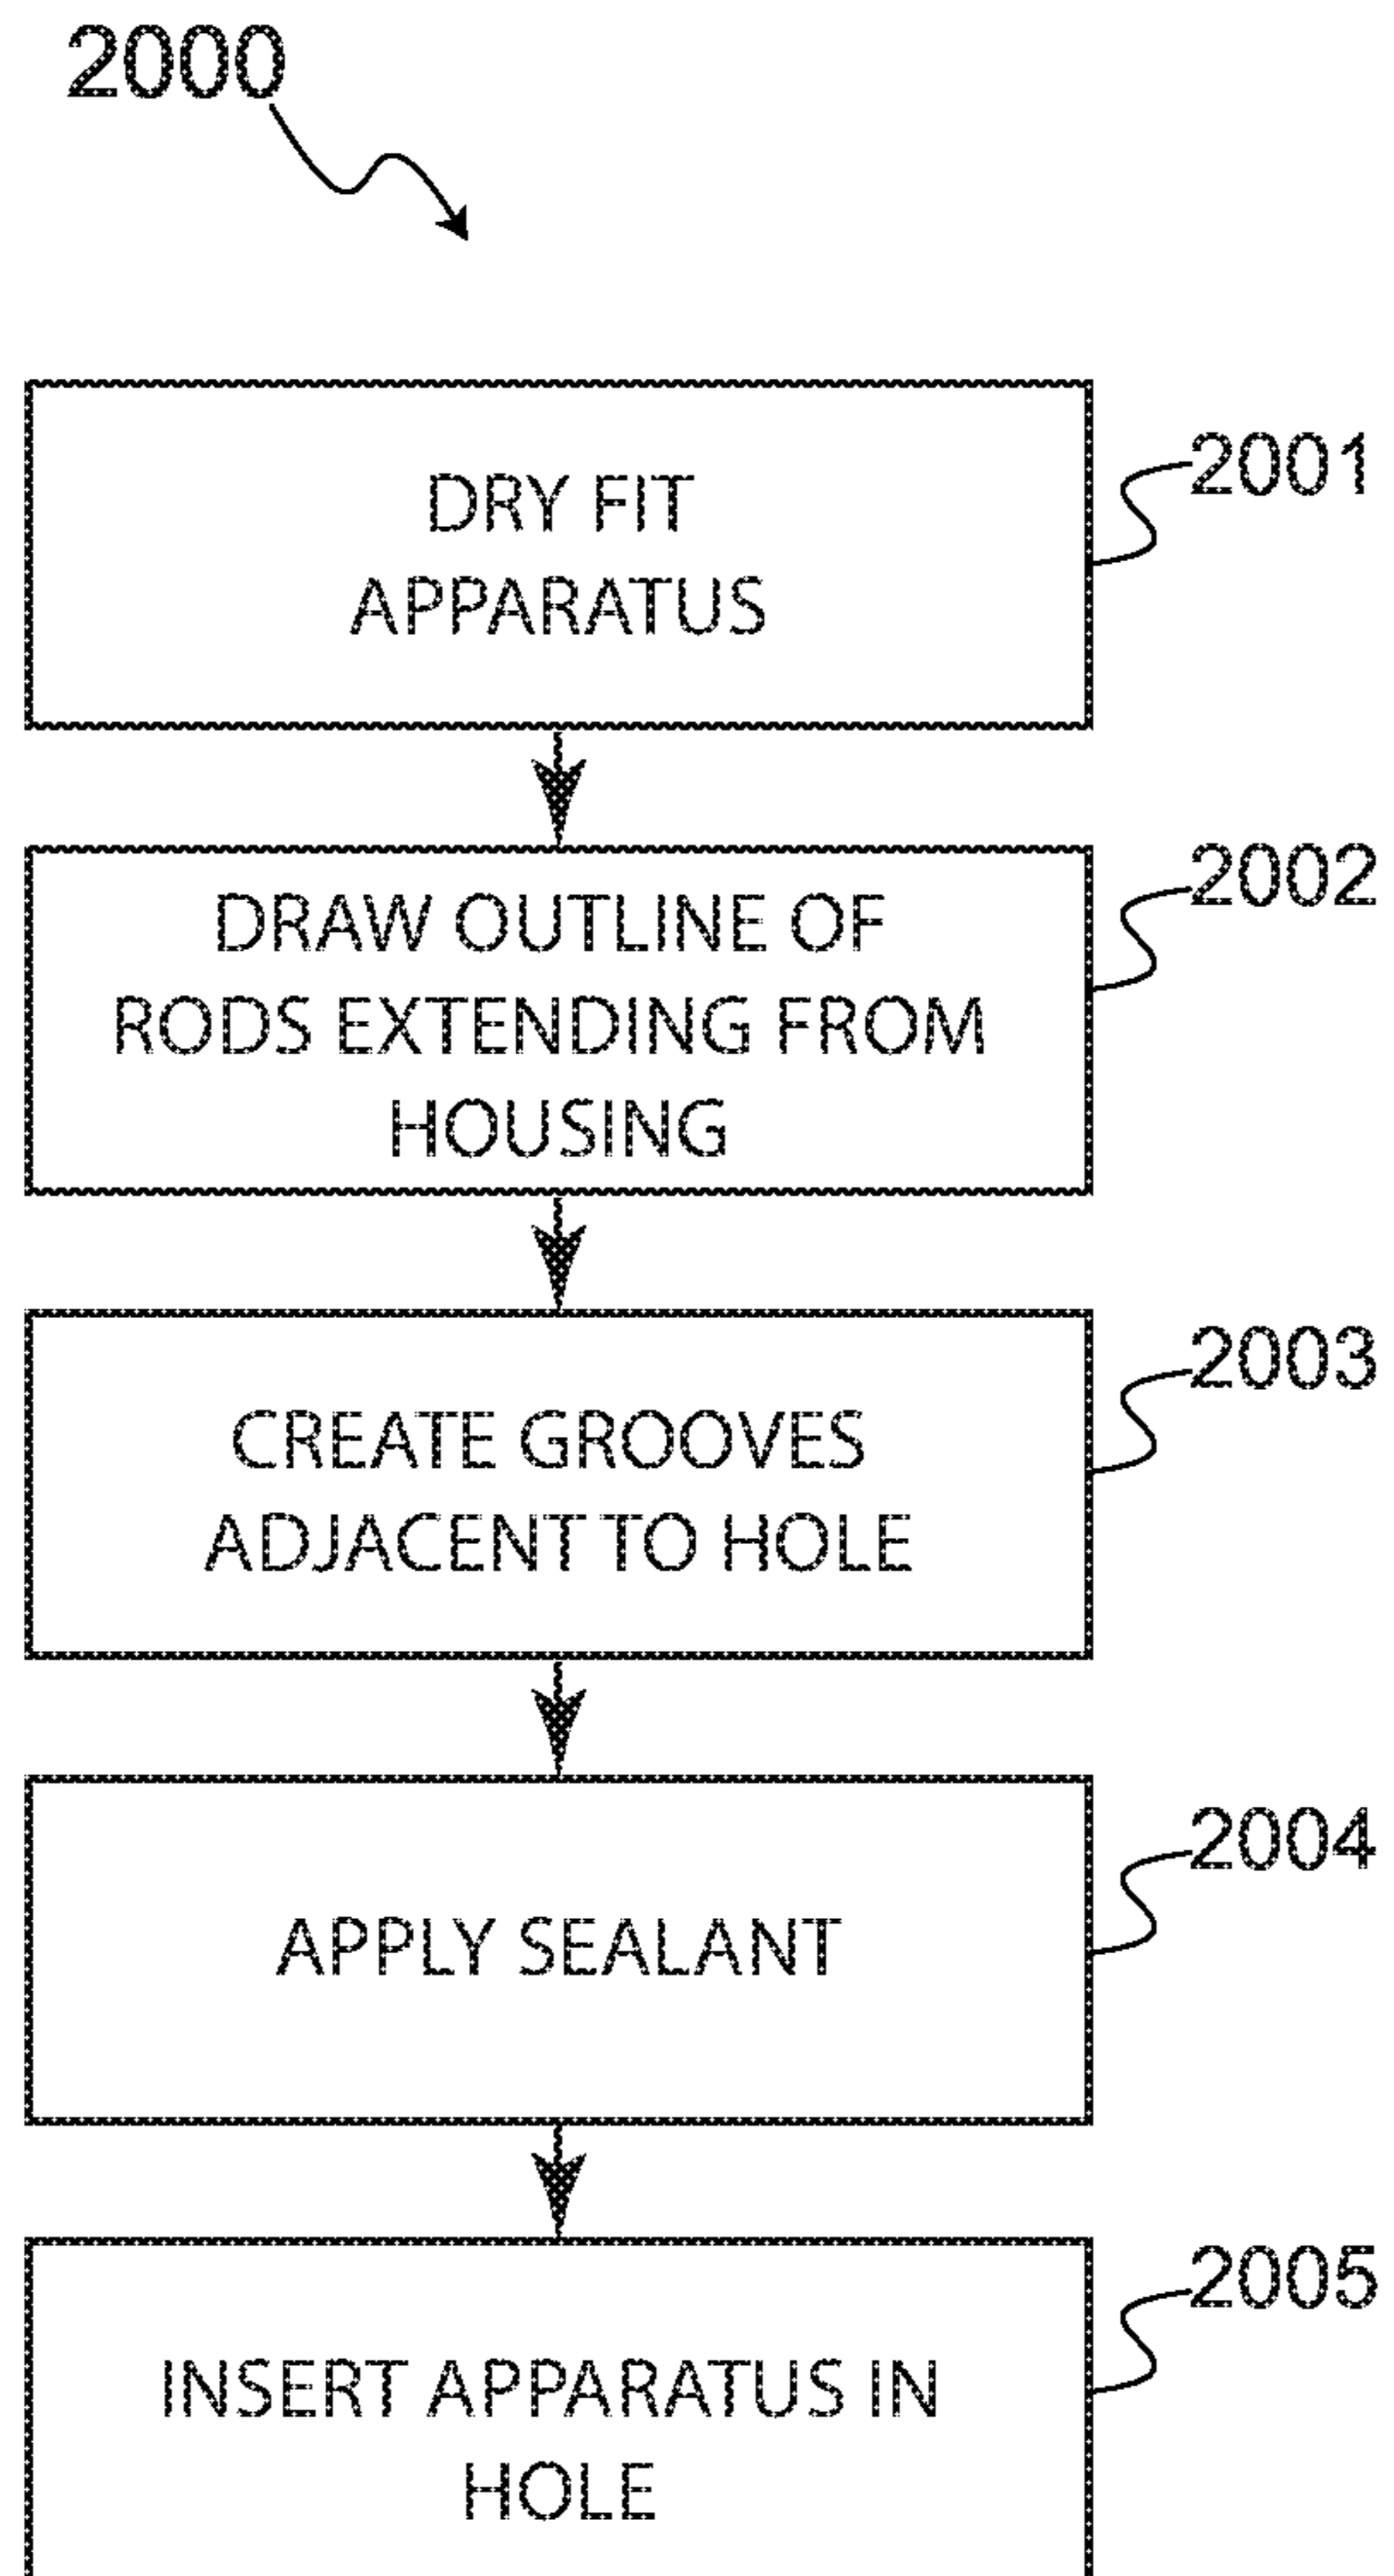 2000
DRY FIT
APPARATUS
2001
DRAW OUTLINE OF
RODS EXTENDING FROM
HOUSING
2002
CREATE GROOVES
ADJACENT TO HOLE
2003
APPLY SEALANT
2004
INSERT APPARATUS IN
HOLE
2005